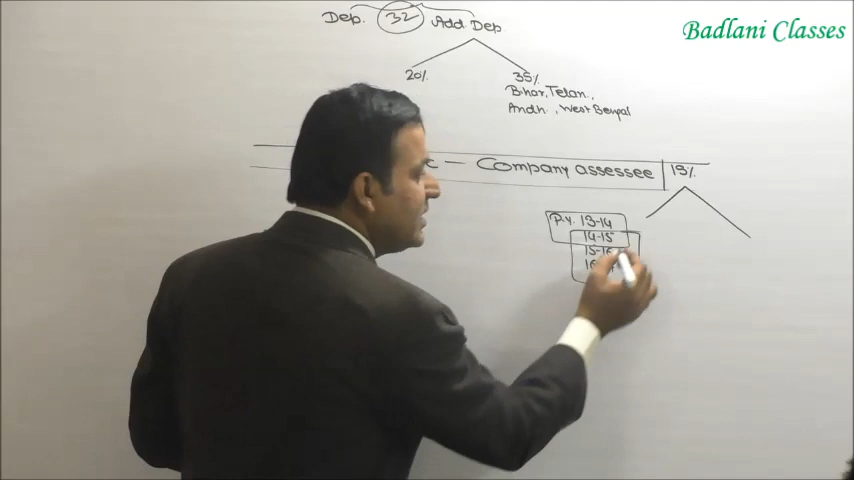 Badlani Classes
Dep. 32 Add Dep
20% 35%
Bihar, Telan.,
Andh., West Bengal
c — Company assessee 15%
P.Y. 13-14
14-15
15-16